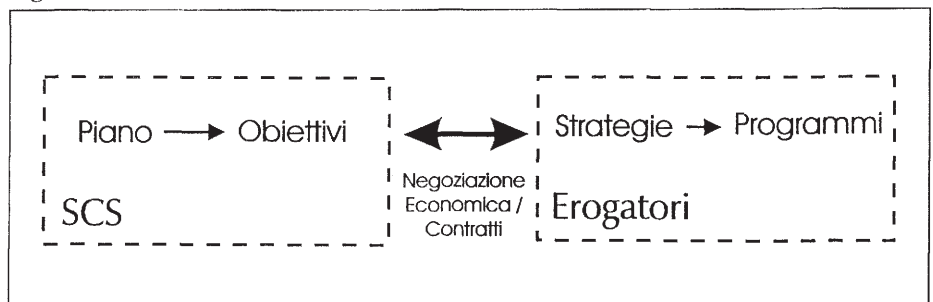 Piano → Obiettivi
SCS
Negoziazione
Economica /
Contratti
Strategie → Programmi
Erogatori